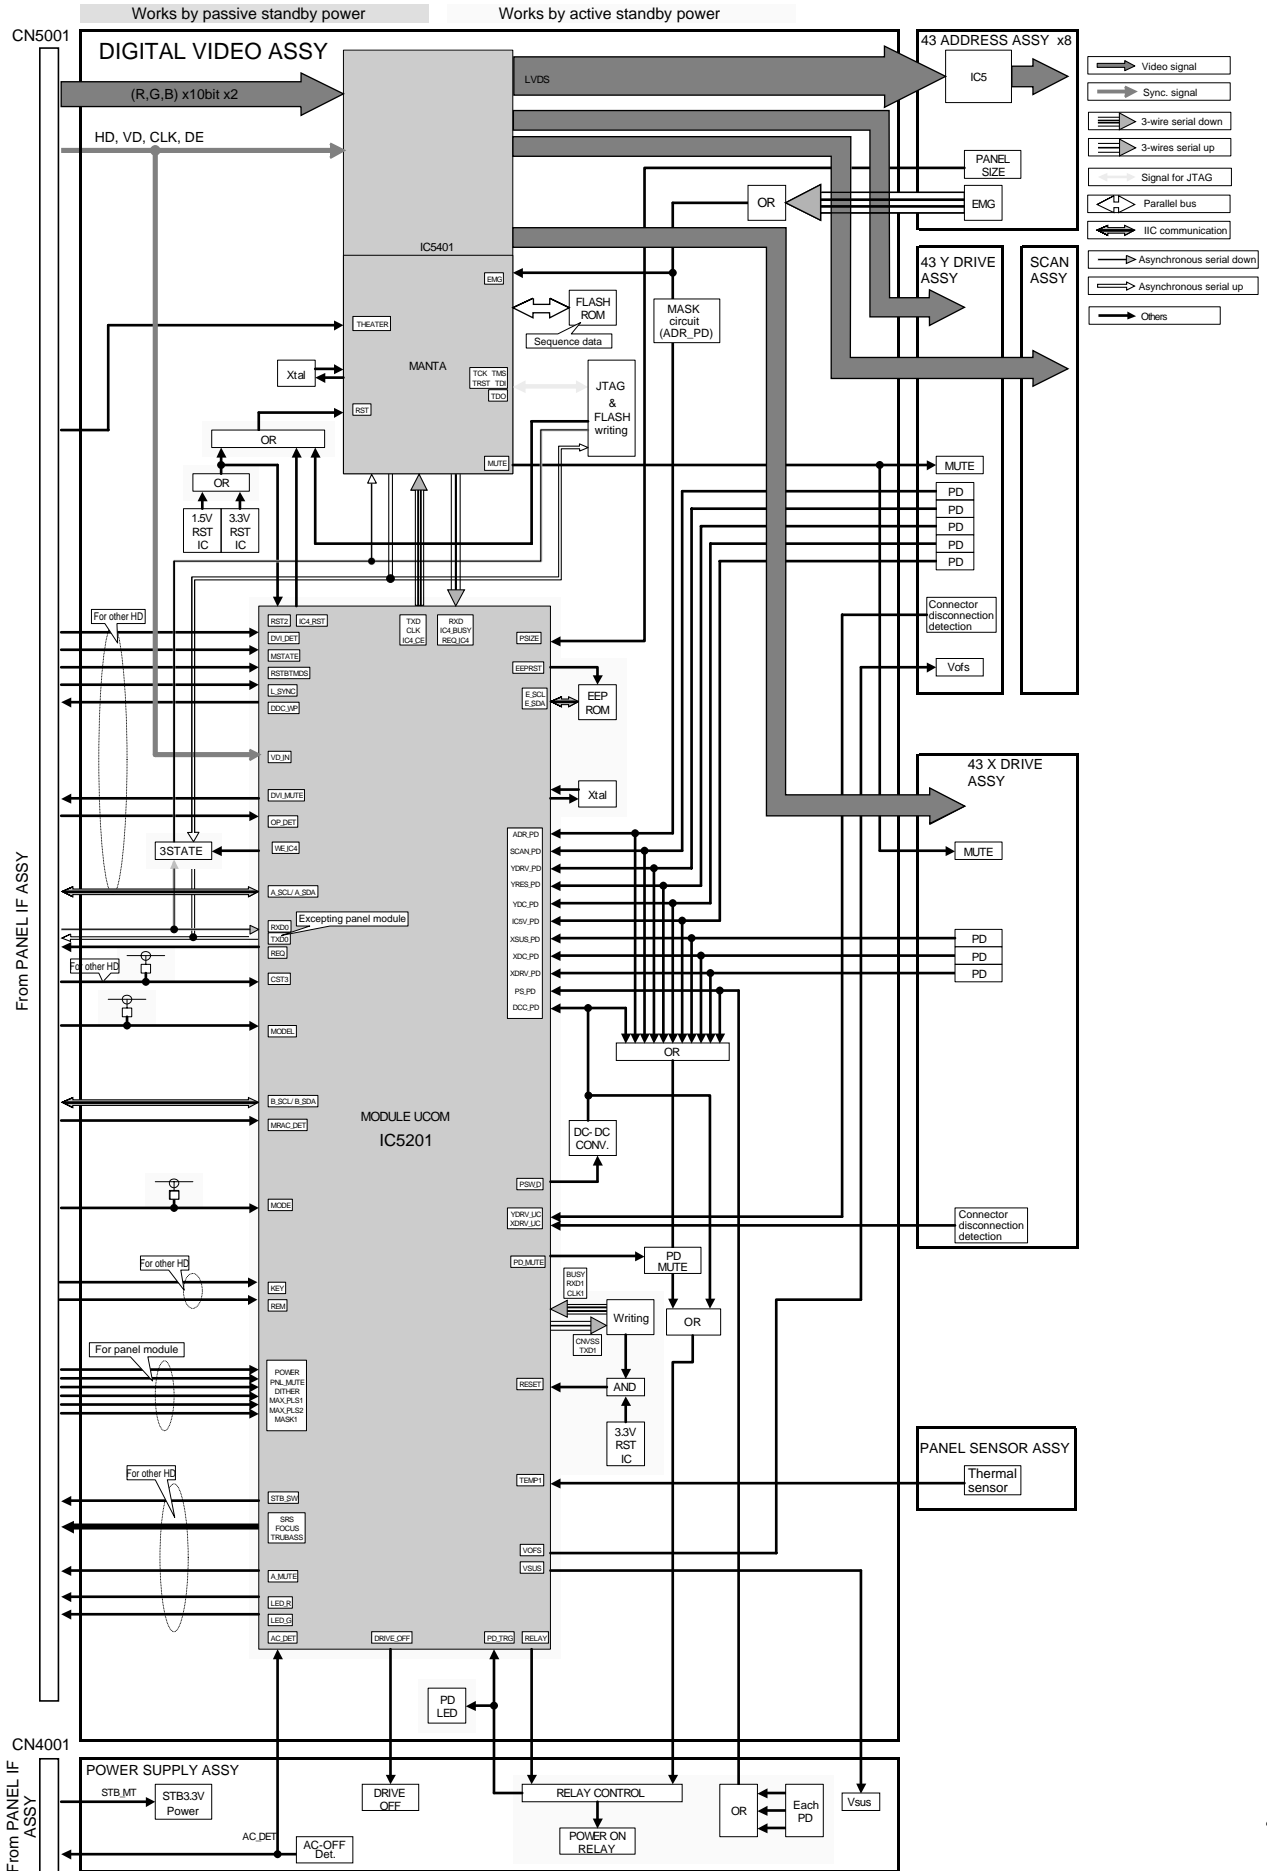 Works by passive standby power
Works by active standby power
CN5001
DIGITAL VIDEO ASSY
43 ADDRESS ASSY x8
(R,G,B) x10bit x2
LVDS
IC5
HD, VD, CLK, DE
PANEL
SIZE
OR
EMG
Video signal
Sync. signal
3-wire serial down
3-wires serial up
Signal for JTAG
Parallel bus
IIC communication
Asynchronous serial down
Asynchronous serial up
Others
IC5401
EMG
FLASH
ROM
Sequence data
MASK
circuit
(ADR_PD)
43 Y DRIVE
ASSY
SCAN
ASSY
THEATER
MANTA
Xtal
TCK TMS
TRST TDI
TDO
JTAG
&
FLASH
writing
RST
OR
MUTE
MUTE
OR
1.5V
RST
IC
3.3V
RST
IC
PD
PD
PD
PD
PD
For other HD
RST2
IC4_RST
TXD
CLK
IC4_CE
RXD
IC4_BUSY
REQ_IC4
Connector
disconnection
detection
DVI_DET
MSTATE
RSTBTMDS
L_SYNC
DDC_WP
PSIZE
EEPRST
E_SCL
E_SDA
EEP
ROM
Vofs
VD_IN
DVI_MUTE
OP_DET
Xtal
43 X DRIVE
ASSY
3STATE
WE_IC4
ADR_PD
SCAN_PD
YDRV_PD
YRES_PD
YDC_PD
IC5V_PD
XSUS_PD
XDC_PD
XDRV_PD
PS_PD
DCC_PD
MUTE
A_SCL/ A_SDA
RXD0
TXD0
REQ
Excepting panel module
PD
PD
PD
For other HD
CST3
MODEL
OR
From PANEL IF ASSY
B_SCL/ B_SDA
MRAC_DET
MODULE UCOM
IC5201
DC- DC
CONV.
MODE
PSW_D
YDRV_UC
XDRV_UC
Connector
disconnection
detection
For other HD
KEY
REM
PD_MUTE
PD
MUTE
BUSY
RXD1
CLK1
Writing
OR
CNVSS
TXD1
For panel module
POWER
PNL_MUTE
DITHER
MAX_PLS1
MAX_PLS2
MASK1
RESET
AND
3.3V
RST
IC
PANEL SENSOR ASSY
Thermal
sensor
TEMP1
For other HD
STB_SW
SRS
FOCUS
TRUBASS
VOFS
VSUS
A_MUTE
LED_R
LED_G
AC_DET
DRIVE_OFF
PD_TRG
RELAY
PD
LED
CN4001
From PANEL IF
ASSY
POWER SUPPLY ASSY
STB_MT
STB3.3V
Power
DRIVE
OFF
RELAY CONTROL
OR
Each
PD
Vsus
AC_DET
AC-OFF
Det.
POWER ON
RELAY